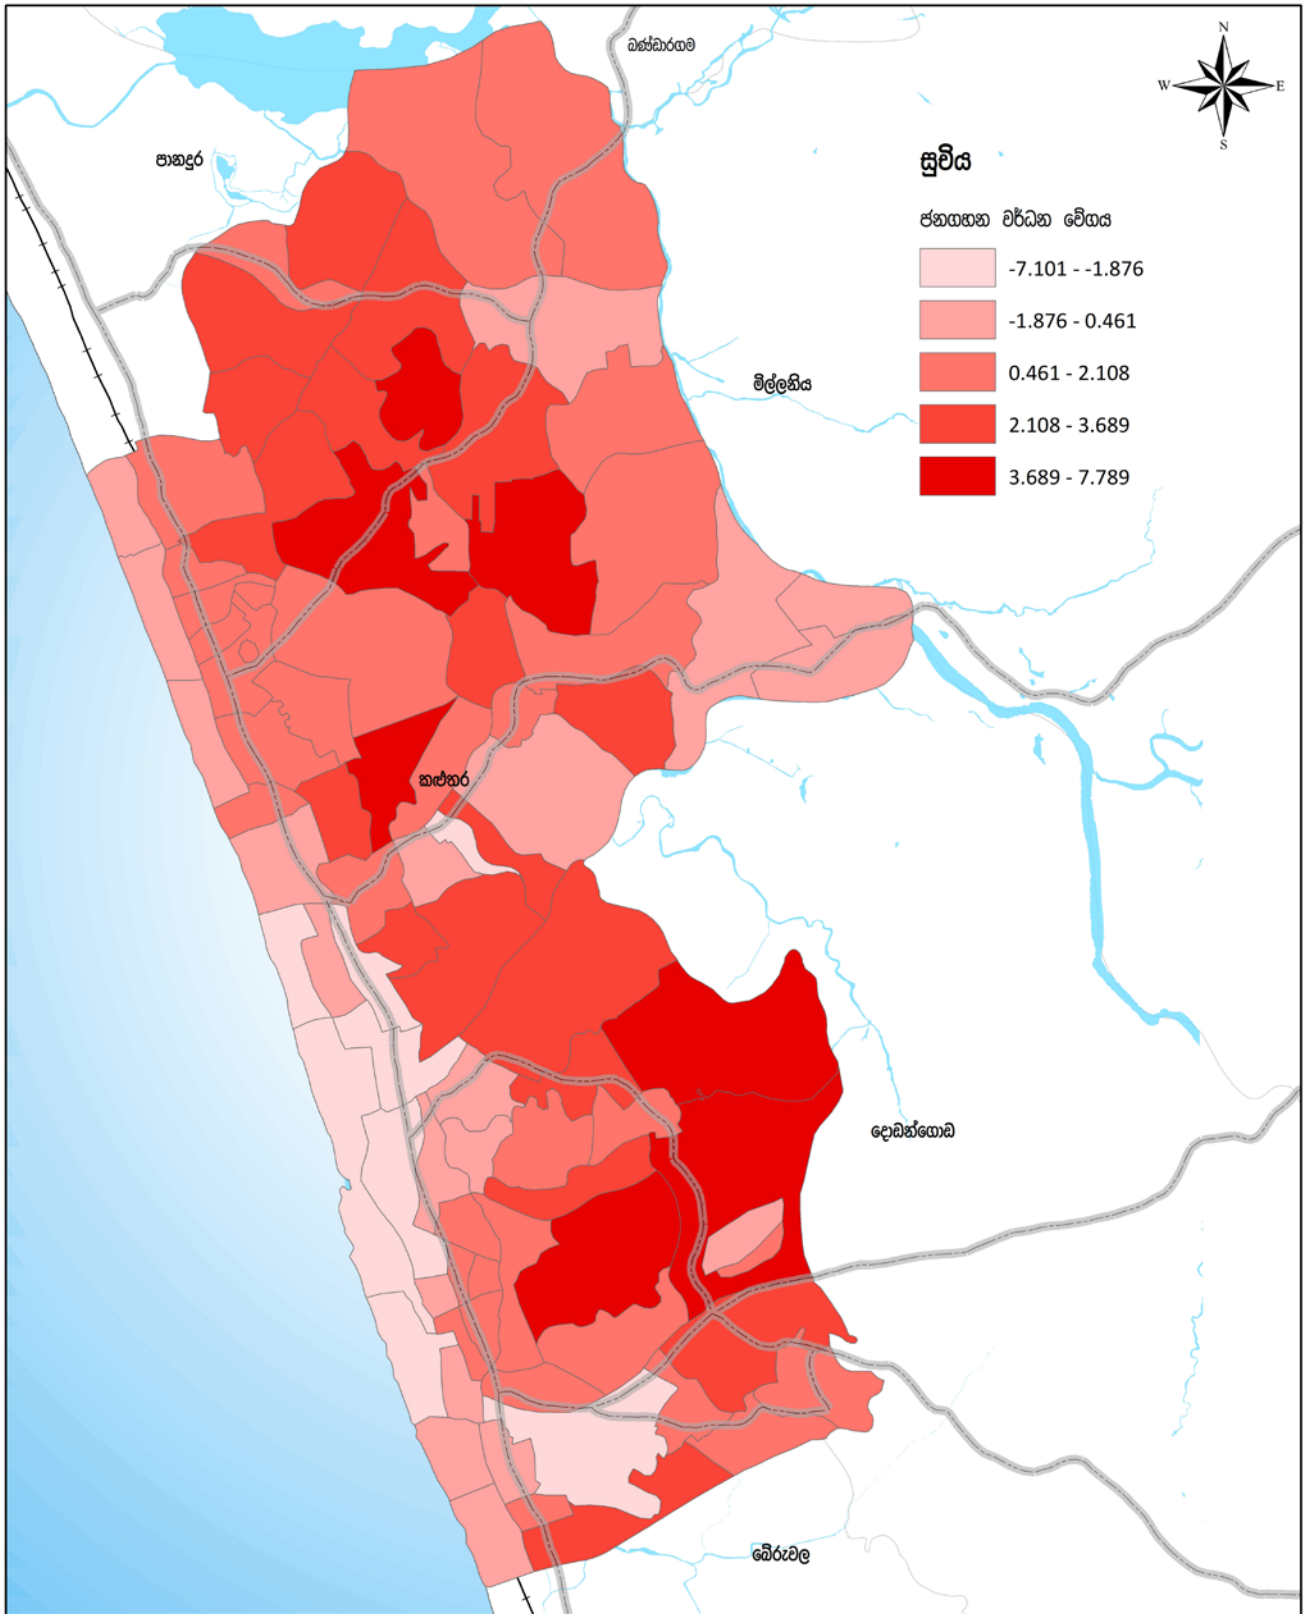 බණ්ඩාරගම
N
W E
S
පානදුර
සූචිය
ජනගහන වර්ධන වේගය
-7.101 - -1.876
-1.876 - 0.461
0.461 - 2.108
2.108 - 3.689
3.689 - 7.789
මිල්ලනිය
කළුතර
දොඩන්ගොඩ
බේරුවල